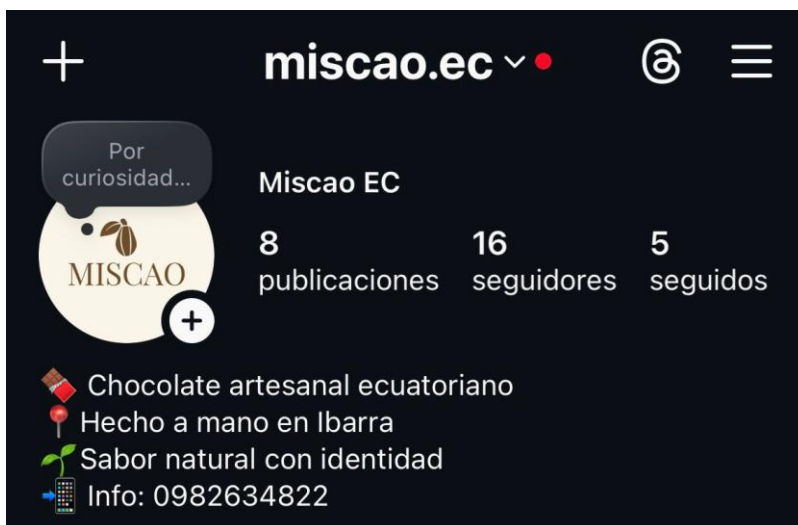 miscao.ec
Por
curiosidad...
Miscao EC
MISCAO
8 16 5
publicaciones seguidores seguidos
🍫 Chocolate artesanal ecuatoriano
📍 Hecho a mano en Ibarra
🌱 Sabor natural con identidad
📲 Info: 0982634822